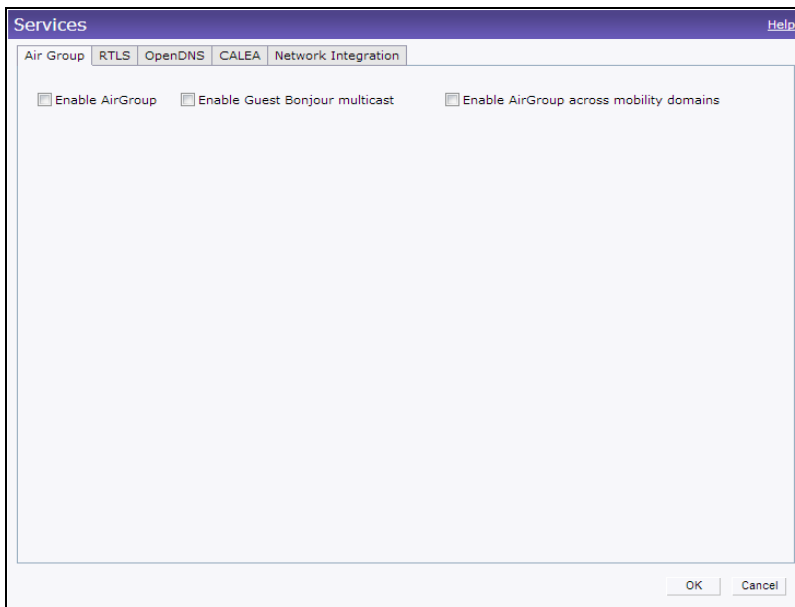 Services Help
Air Group RTLS OpenDNS CALEA Network Integration
Enable AirGroup Enable Guest Bonjour multicast Enable AirGroup across mobility domains
OK Cancel